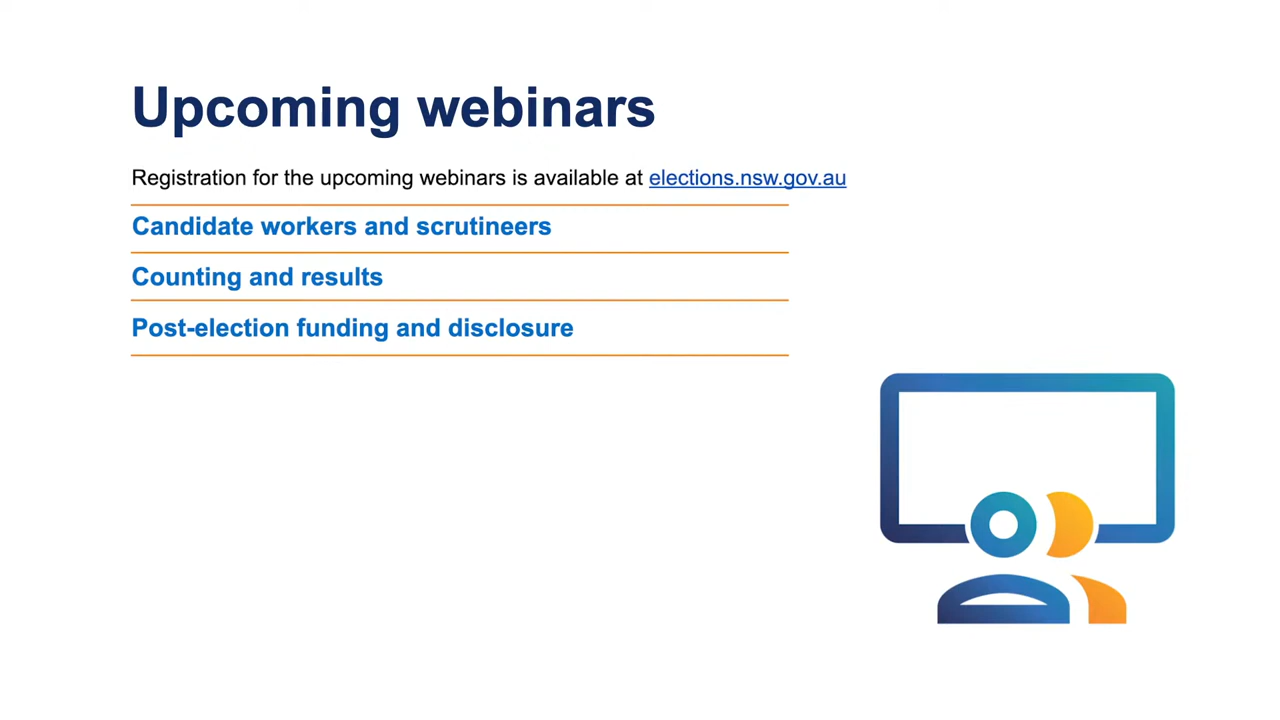 Upcoming webinars
Registration for the upcoming webinars is available at elections.nsw.gov.au
Candidate workers and scrutineers
Counting and results
Post-election funding and disclosure